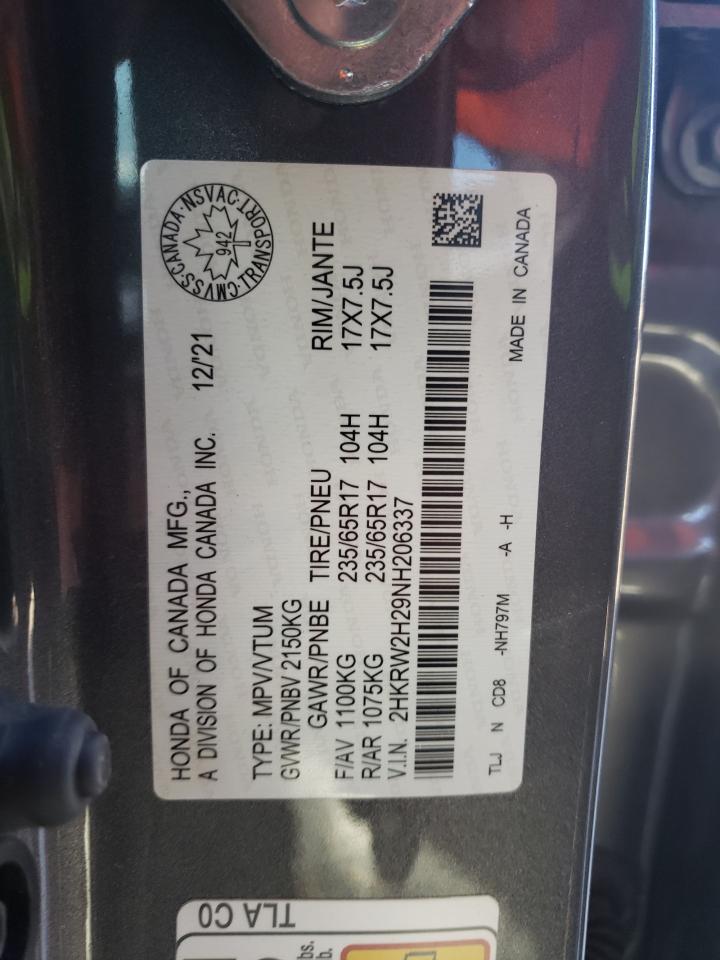 HONDA OF CANADA MFG.,
A DIVISION OF HONDA CANADA INC. 12/'21
CMVSS CANADA·NSVAC·TRANSPORT·
942
TYPE: MPV/VTUM
GVWR/PNBV 2150KG
GAWR/PNBE TIRE/PNEU RIM/JANTE
F/AV 1100KG 235/65R17 104H 17X7.5J
R/AR 1075KG 235/65R17 104H 17X7.5J
V.I.N. 2HKRW2H29NH206337
TLJ N CD8 -NH797M -A -H
MADE IN CANADA
TLA C0
bs.
b.